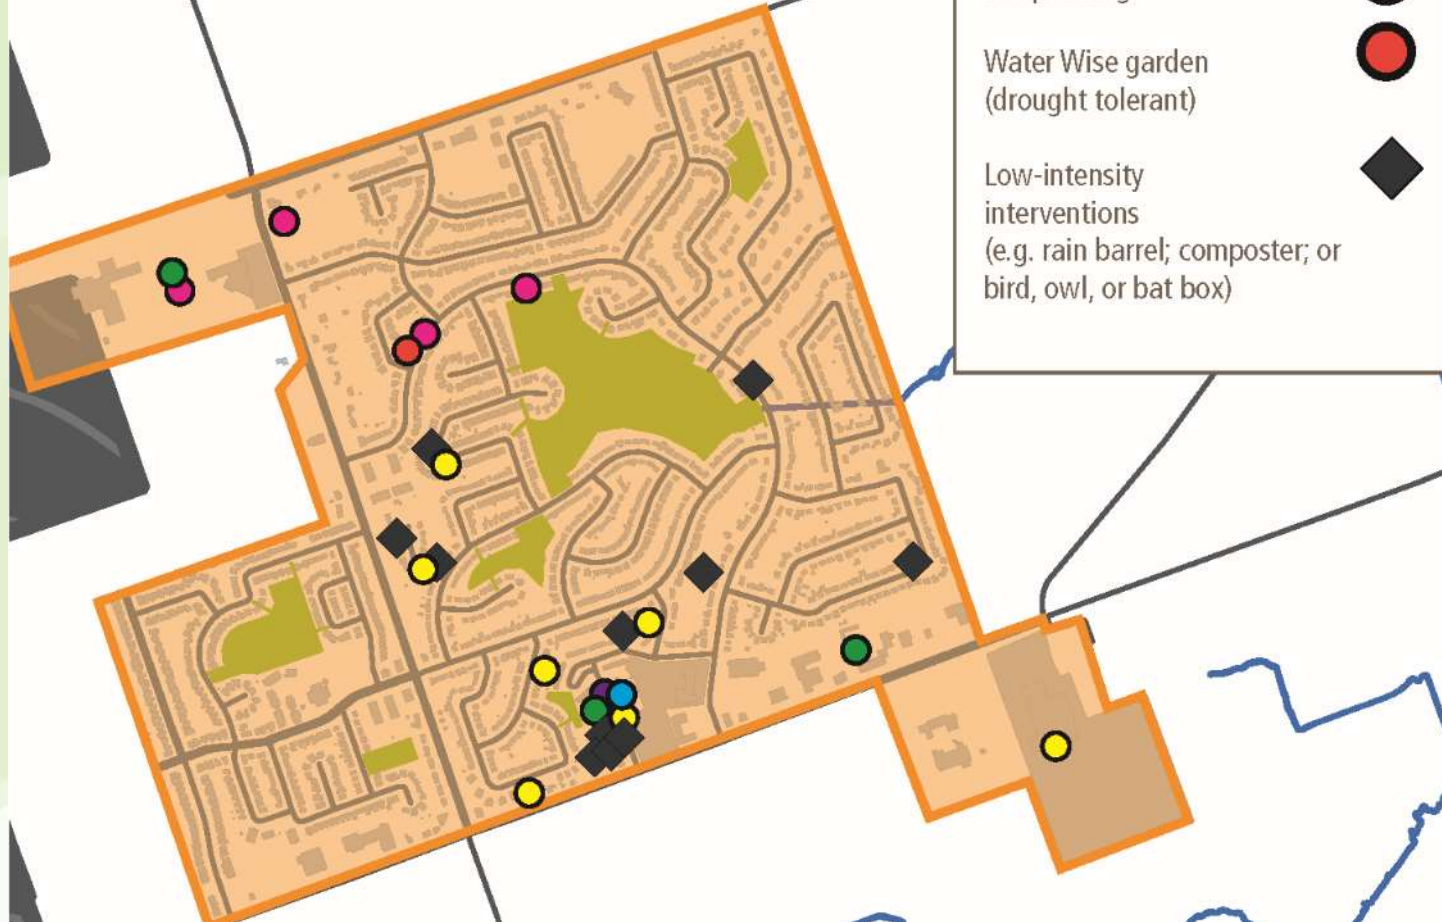 Water Wise garden
(drought tolerant)
Low-intensity
interventions
(e.g. rain barrel; composter; or
bird, owl, or bat box)